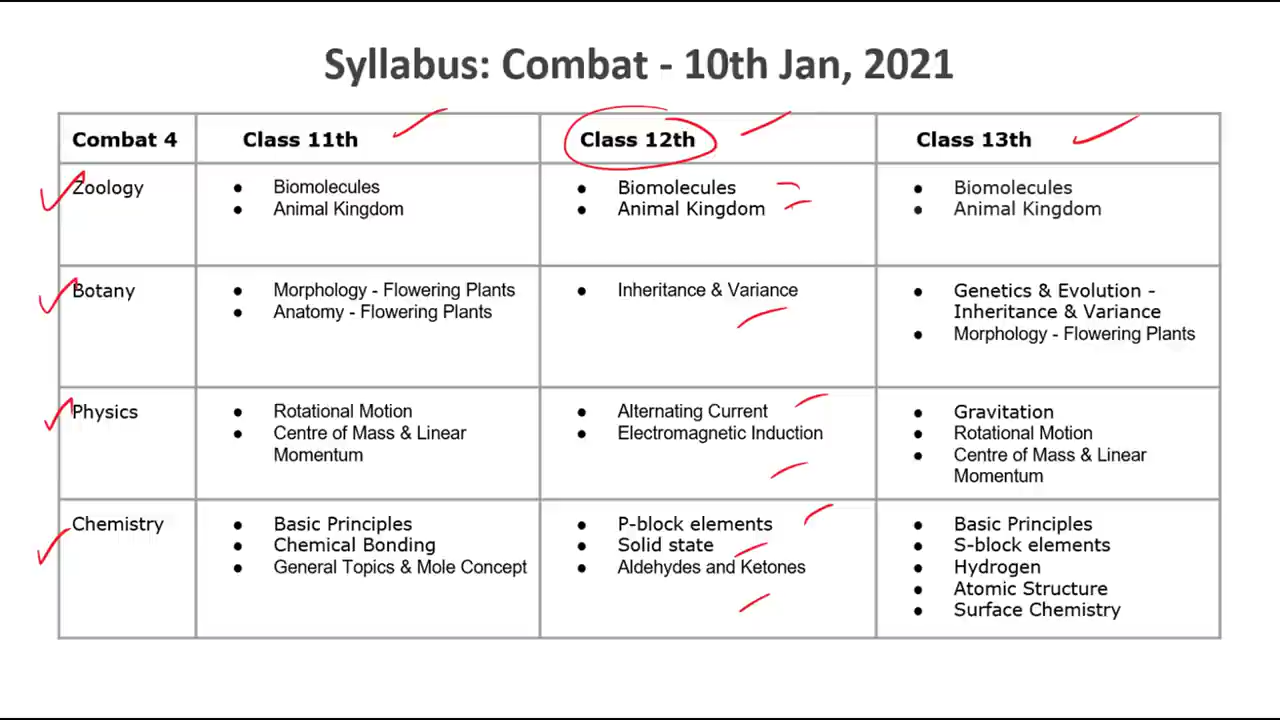 Syllabus: Combat - 10th Jan, 2021
Combat 4
Class 11th
Class 12th
Class 13th
Zoology
• Biomolecules
• Animal Kingdom
• Biomolecules
• Animal Kingdom
• Biomolecules
• Animal Kingdom
Botany
• Morphology - Flowering Plants
• Anatomy - Flowering Plants
• Inheritance & Variance
• Genetics & Evolution -
Inheritance & Variance
• Morphology - Flowering Plants
Physics
• Rotational Motion
• Centre of Mass & Linear
Momentum
• Alternating Current
• Electromagnetic Induction
• Gravitation
• Rotational Motion
• Centre of Mass & Linear
Momentum
Chemistry
• Basic Principles
• Chemical Bonding
• General Topics & Mole Concept
• P-block elements
• Solid state
• Aldehydes and Ketones
• Basic Principles
• S-block elements
• Hydrogen
• Atomic Structure
• Surface Chemistry